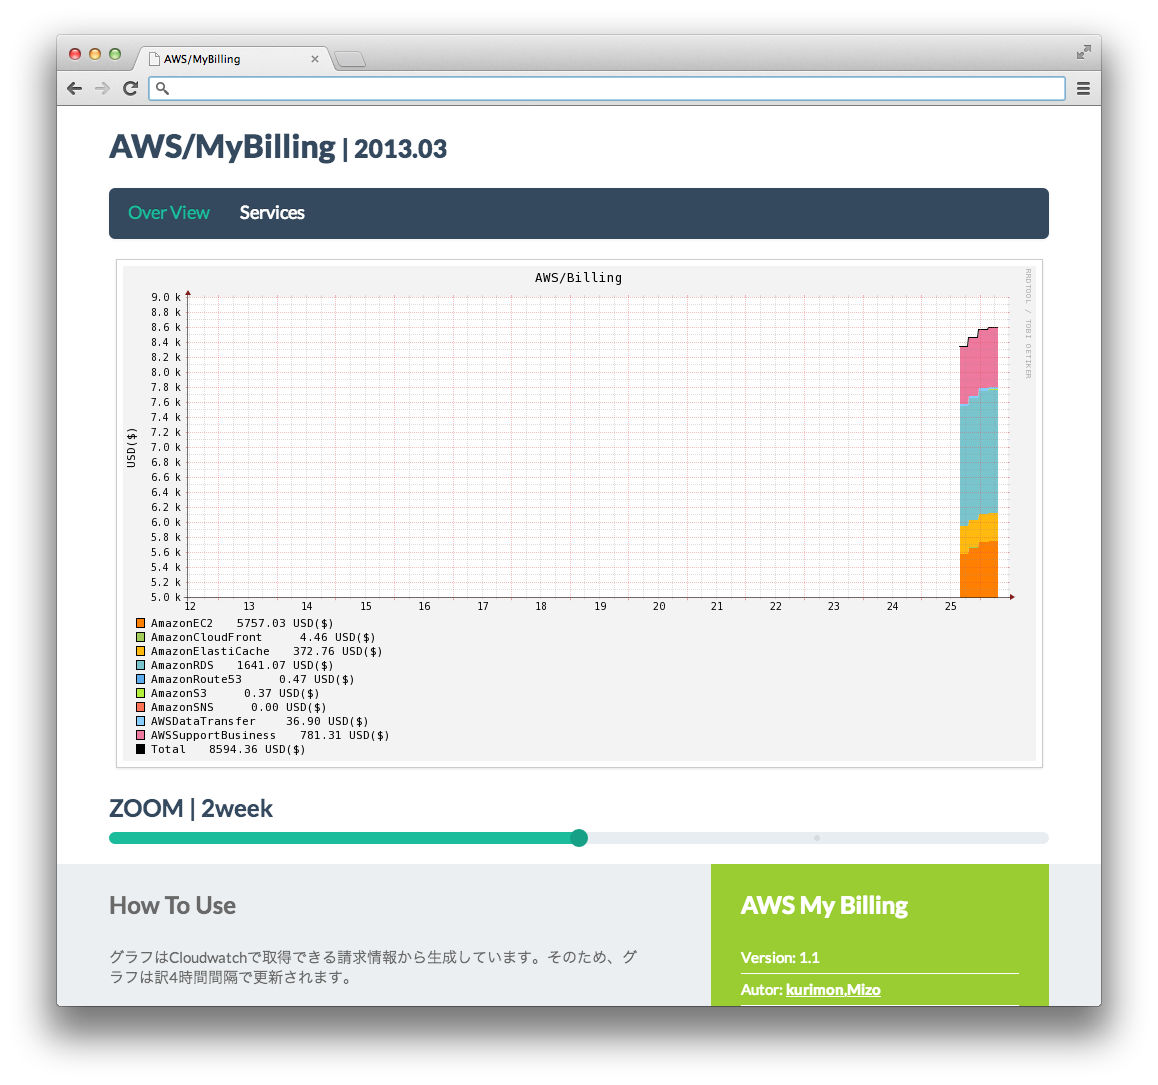 AWS/MyBilling
AWS/MyBilling | 2013.03
Over View Services
AWS/Billing
RRDTOOL / TOBI OETIKER
USD($)
9.0 k
8.8 k
8.6 k
8.4 k
8.2 k
8.0 k
7.8 k
7.6 k
7.4 k
7.2 k
7.0 k
6.8 k
6.6 k
6.4 k
6.2 k
6.0 k
5.8 k
5.6 k
5.4 k
5.2 k
5.0 k
12 13 14 15 16 17 18 19 20 21 22 23 24 25
AmazonEC2 5757.03 USD($)
AmazonCloudFront 4.46 USD($)
AmazonElastiCache 372.76 USD($)
AmazonRDS 1641.07 USD($)
AmazonRoute53 0.47 USD($)
AmazonS3 0.37 USD($)
AmazonSNS 0.00 USD($)
AWSDataTransfer 36.90 USD($)
AWSSupportBusiness 781.31 USD($)
Total 8594.36 USD($)
ZOOM | 2week
How To Use
グラフはCloudwatchで取得できる請求情報から生成しています。そのため、グ
ラフは訳4時間間隔で更新されます。
AWS My Billing
Version: 1.1
Autor: kurimon,Mizo